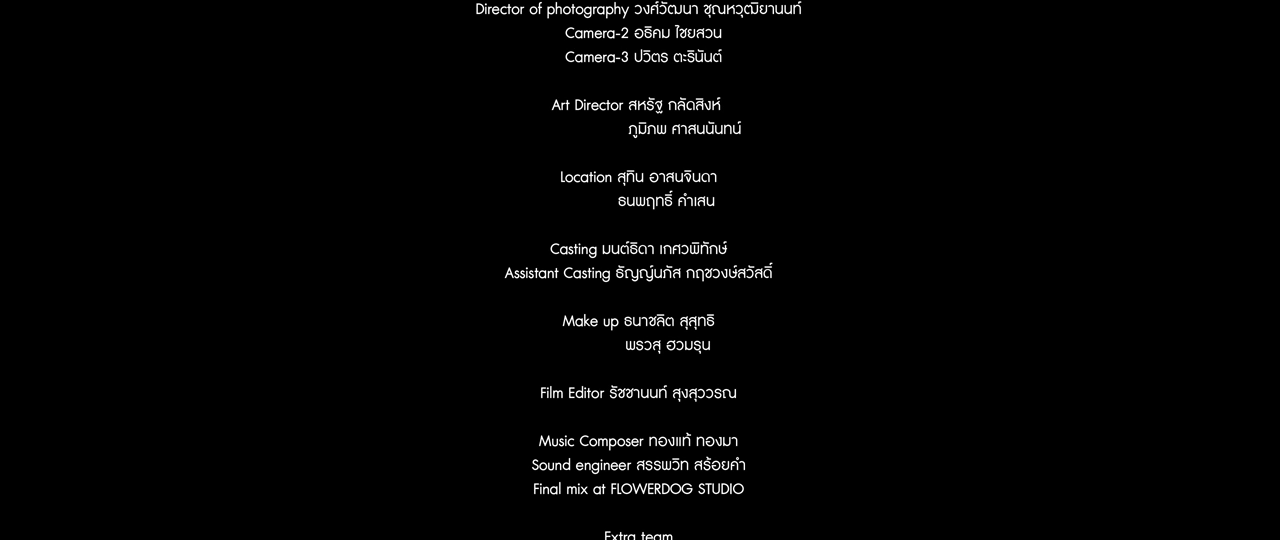 Director of photography วงศ์วัฒนา ชุณหวุฒิยานนท์
Camera-2 อธิคม ไชยสวน
Camera-3 ปวิตร ตะรินันต์
Art Director สหรัฐ กลัดสิงห์
ภูมิภพ ศาสนนันทน์
Location สุทิน อาสนจินดา
ธนพฤทธิ์ คำเสน
Casting มนต์ธิดา เกศวพิทักษ์
Assistant Casting ธัญญ์นภัส กฤชวงษ์สวัสดิ์
Make up ธนาชลิต สุสุทธิ
พรวสุ ฮวมรุน
Film Editor รัชชานนท์ สุงสุววรณ
Music Composer ทองแท้ ทองมา
Sound engineer สรรพวิท สร้อยคำ
Final mix at FLOWERDOG STUDIO
Extra team